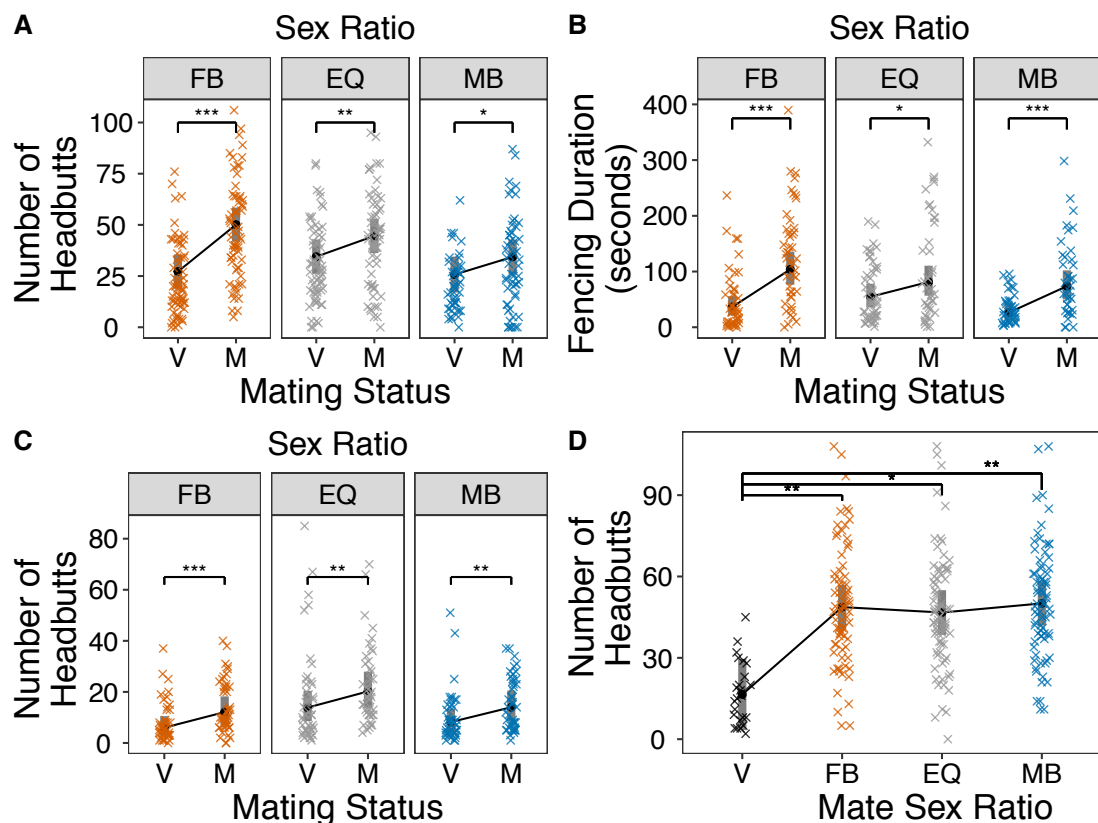 A
Sex Ratio
FB EQ MB
*** ** *
Number of
Headbutts
100
75
50
25
0
V M V M V M
Mating Status
B
Sex Ratio
FB EQ MB
*** * ***
Fencing Duration
(seconds)
400
300
200
100
0
V M V M V M
Mating Status
C
Sex Ratio
FB EQ MB
*** ** **
Number of
Headbutts
80
60
40
20
0
V M V M V M
Mating Status
D
**
*
**
Number of
Headbutts
90
60
30
0
V FB EQ MB
Mate Sex Ratio